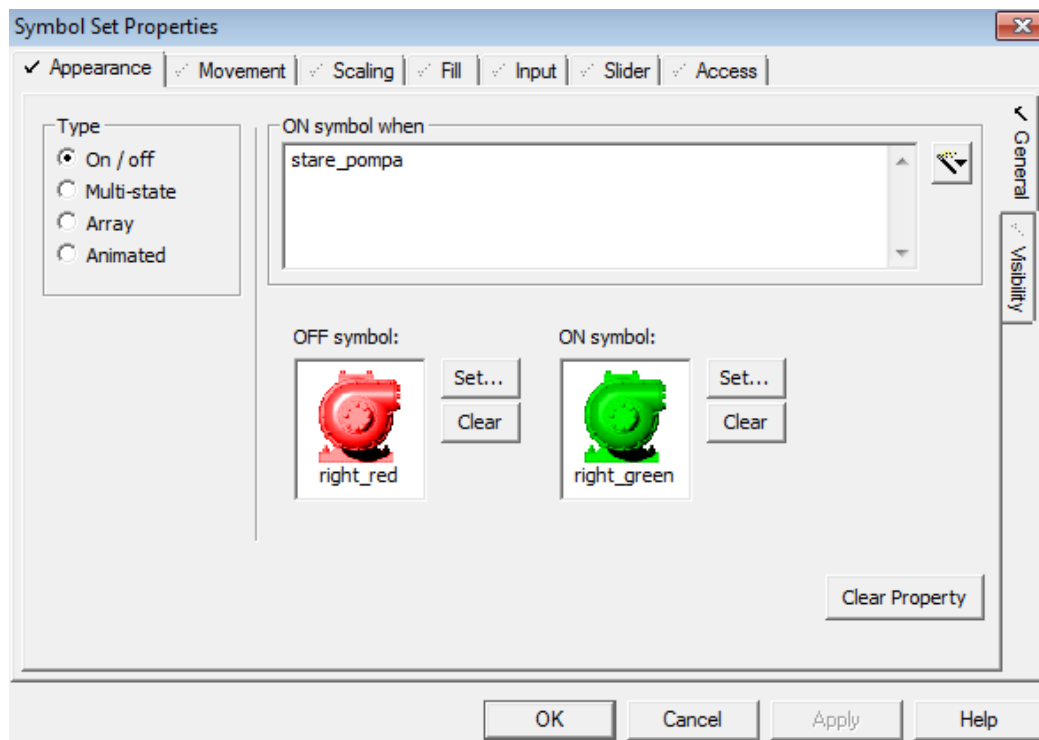 Symbol Set Properties
Appearance Movement Scaling Fill Input Slider Access
General
Visibility
Type
On / off
Multi-state
Array
Animated
ON symbol when
stare_pompa
OFF symbol:
right_red
Set...
Clear
ON symbol:
right_green
Set...
Clear
Clear Property
OK Cancel Apply Help